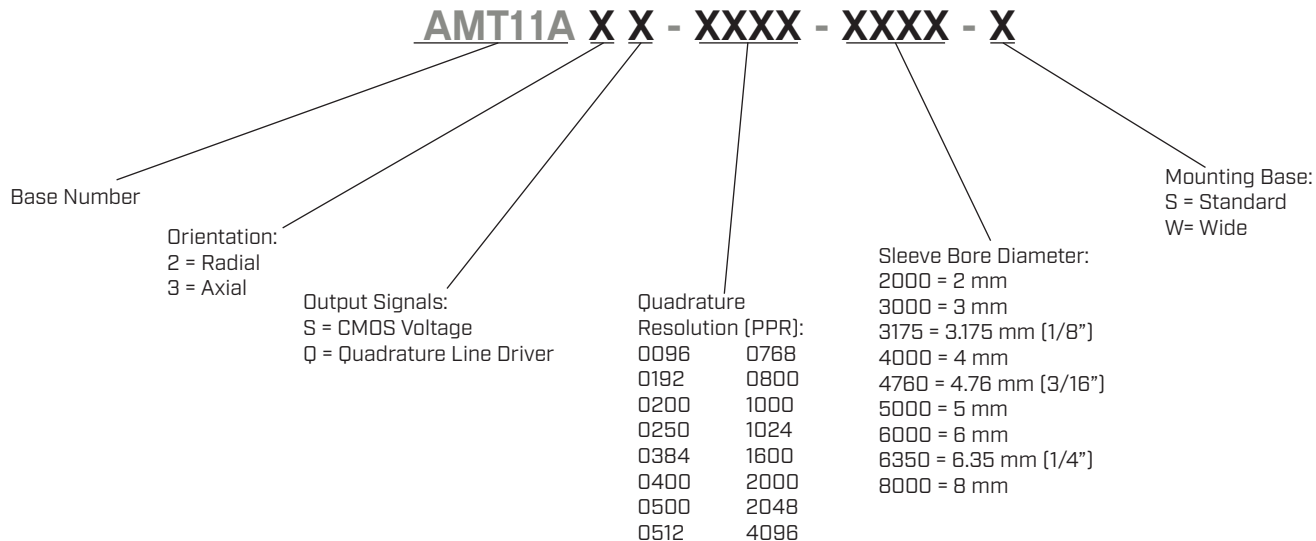 AMT11A X X - XXXX - XXXX - X
Base Number
Orientation:
2 = Radial
3 = Axial
Output Signals:
S = CMOS Voltage
Q = Quadrature Line Driver
Quadrature
Resolution (PPR):
0096 0768
0192 0800
0200 1000
0250 1024
0384 1600
0400 2000
0500 2048
0512 4096
Sleeve Bore Diameter:
2000 = 2 mm
3000 = 3 mm
3175 = 3.175 mm (1/8”)
4000 = 4 mm
4760 = 4.76 mm (3/16”)
5000 = 5 mm
6000 = 6 mm
6350 = 6.35 mm (1/4”)
8000 = 8 mm
Mounting Base:
S = Standard
W= Wide